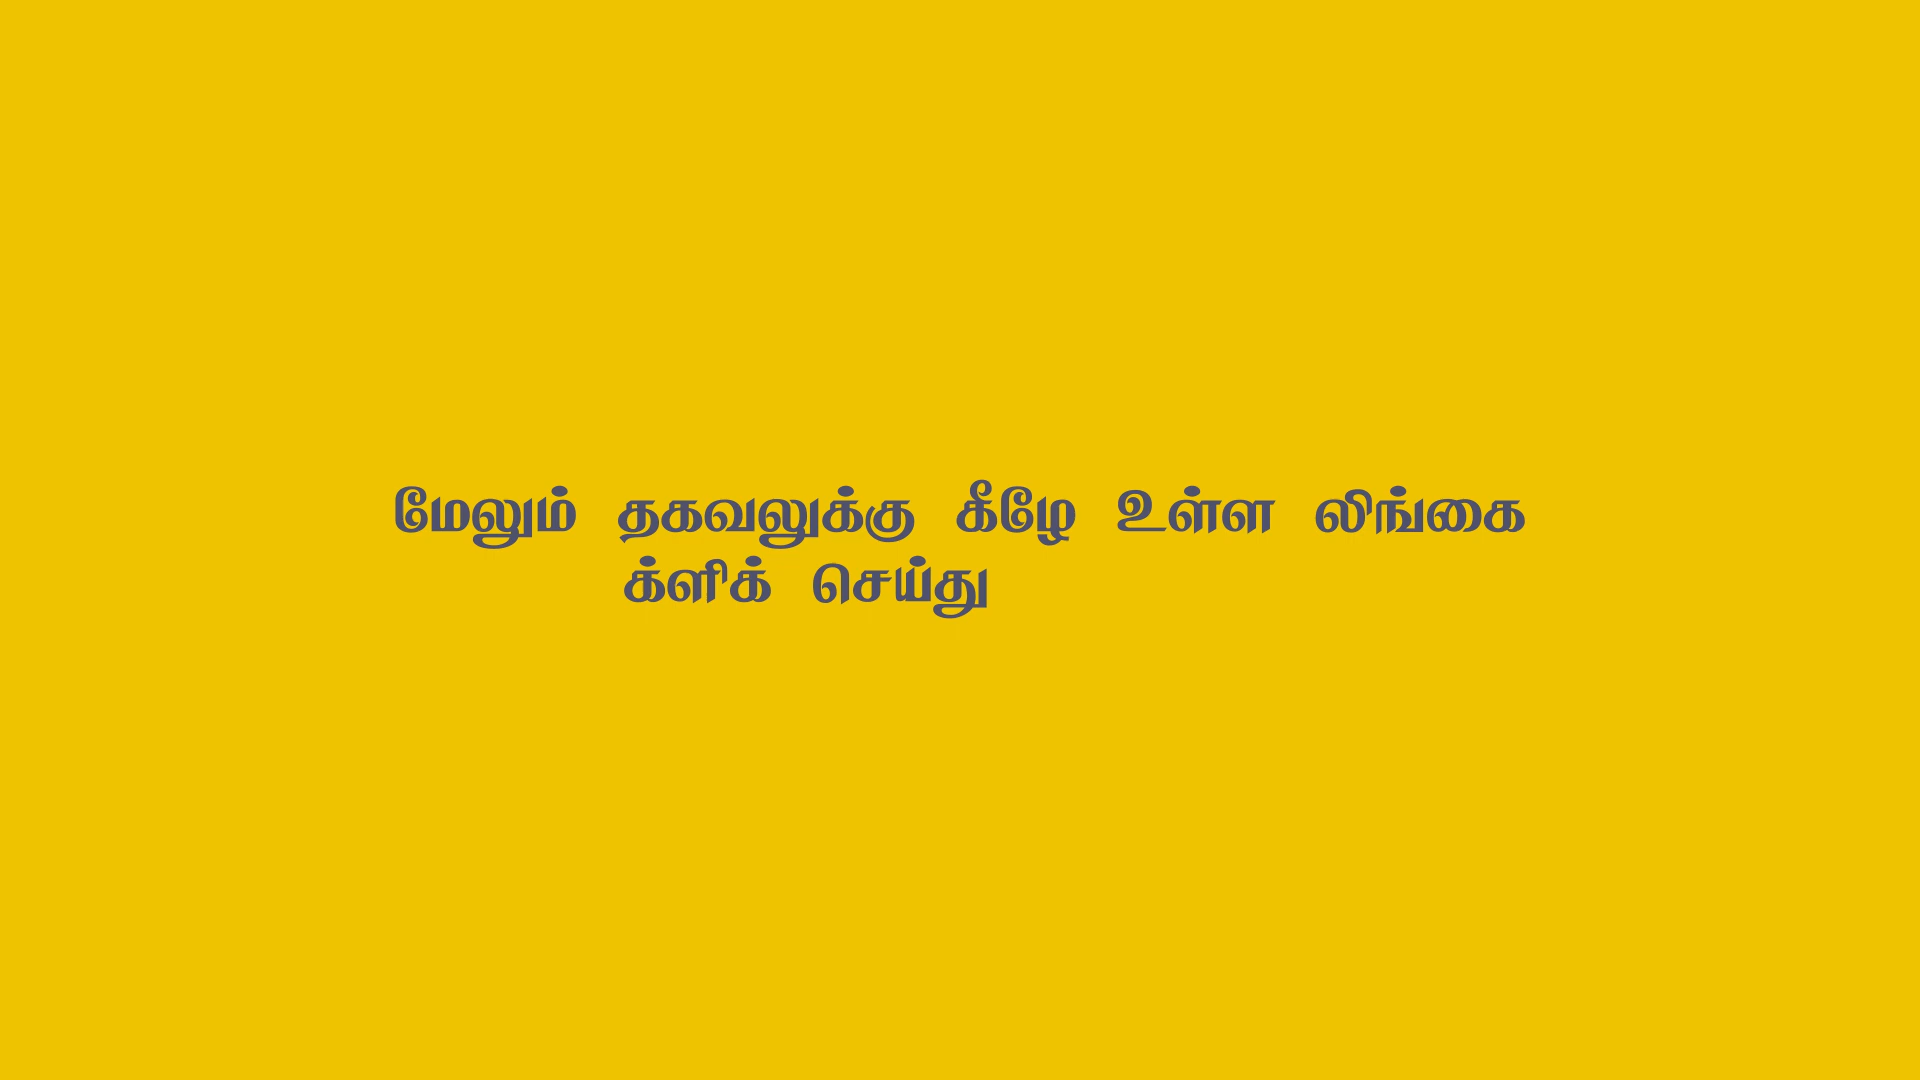 மேலும் தகவலுக்கு கீழே உள்ள லிங்கை
க்ளிக் செய்து